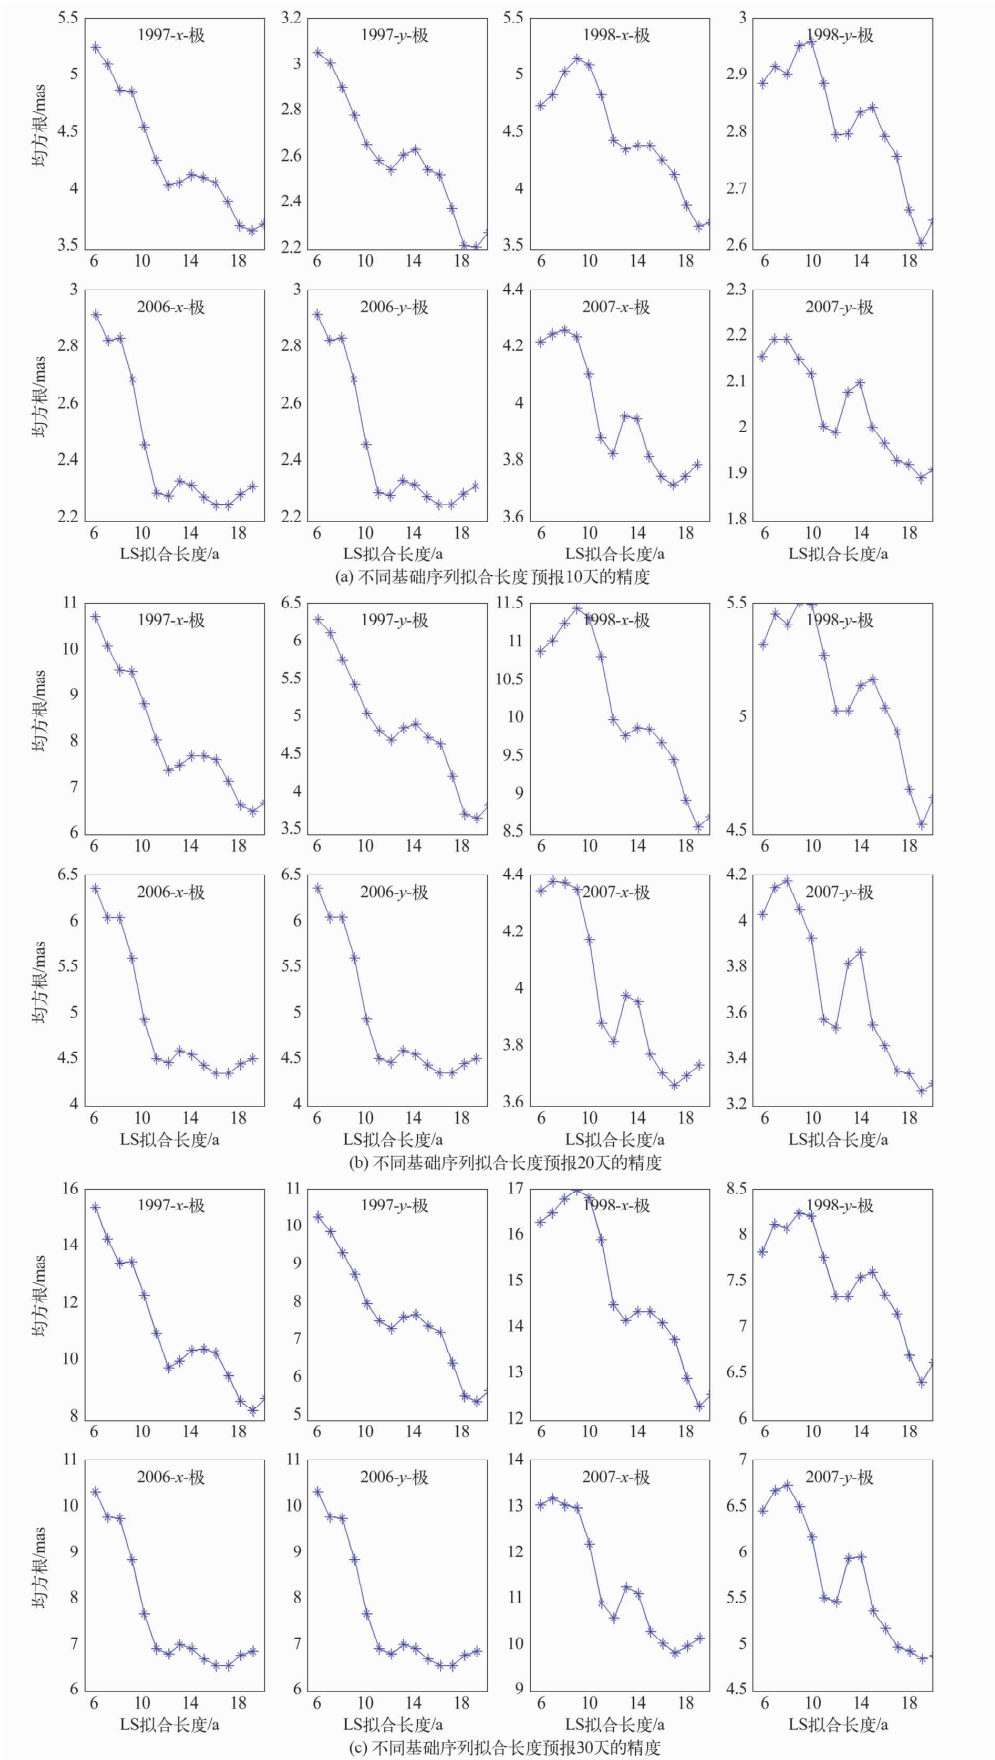 5.5
5
4.5
4
3.5
均方根/mas
1997-x-极
6 10 14 18
3.2
3
2.8
2.6
2.4
2.2
1997-y-极
6 10 14 18
5.5
5
4.5
4
3.5
1998-x-极
6 10 14 18
3
2.9
2.8
2.7
2.6
1998-y-极
6 10 14 18
3
2.8
2.6
2.4
2.2
均方根/mas
2006-x-极
6 10 14 18
LS拟合长度/a
3
2.8
2.6
2.4
2.2
2006-y-极
6 10 14 18
LS拟合长度/a
4.4
4.2
4
3.8
3.6
2007-x-极
6 10 14 18
LS拟合长度/a
2.3
2.2
2.1
2
1.9
1.8
2007-y-极
6 10 14 18
LS拟合长度/a
(a) 不同基础序列拟合长度预报10天的精度
11
10
9
8
7
6
均方根/mas
1997-x-极
6 10 14 18
6.5
6
5.5
5
4.5
4
3.5
1997-y-极
6 10 14 18
11.5
11
10.5
10
9.5
9
8.5
1998-x-极
6 10 14 18
5.5
5
4.5
1998-y-极
6 10 14 18
6.5
6
5.5
5
4.5
4
均方根/mas
2006-x-极
6 10 14 18
LS拟合长度/a
6.5
6
5.5
5
4.5
4
2006-y-极
6 10 14 18
LS拟合长度/a
4.4
4.2
4
3.8
3.6
2007-x-极
6 10 14 18
LS拟合长度/a
4.2
4
3.8
3.6
3.4
3.2
2007-y-极
6 10 14 18
LS拟合长度/a
(b) 不同基础序列拟合长度预报20天的精度
16
14
12
10
8
均方根/mas
1997-x-极
6 10 14 18
11
10
9
8
7
6
5
1997-y-极
6 10 14 18
17
16
15
14
13
12
1998-x-极
6 10 14 18
8.5
8
7.5
7
6.5
6
1998-y-极
6 10 14 18
11
10
9
8
7
6
均方根/mas
2006-x-极
6 10 14 18
LS拟合长度/a
11
10
9
8
7
6
2006-y-极
6 10 14 18
LS拟合长度/a
14
13
12
11
10
9
2007-x-极
6 10 14 18
LS拟合长度/a
7
6.5
6
5.5
5
4.5
2007-y-极
6 10 14 18
LS拟合长度/a
(c) 不同基础序列拟合长度预报30天的精度